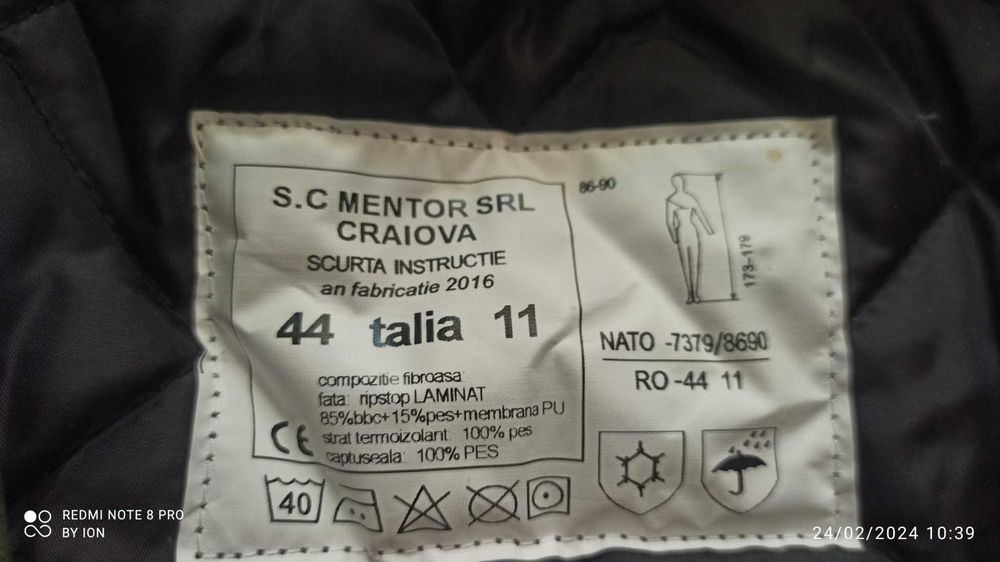 S.C MENTOR SRL
CRAIOVA
SCURTA INSTRUCTIE
an fabricatie 2016
44 talia 11
compozitie fibroasa:
fata: ripstop LAMINAT
85%bbc+15%pes+membrana PU
strat termoizolant: 100% pes
captuseala: 100% PES
CE
40
86-90
173-179
NATO -7379/8690
RO -44 11
REDMI NOTE 8 PRO
BY ION
24/02/2024 10:39